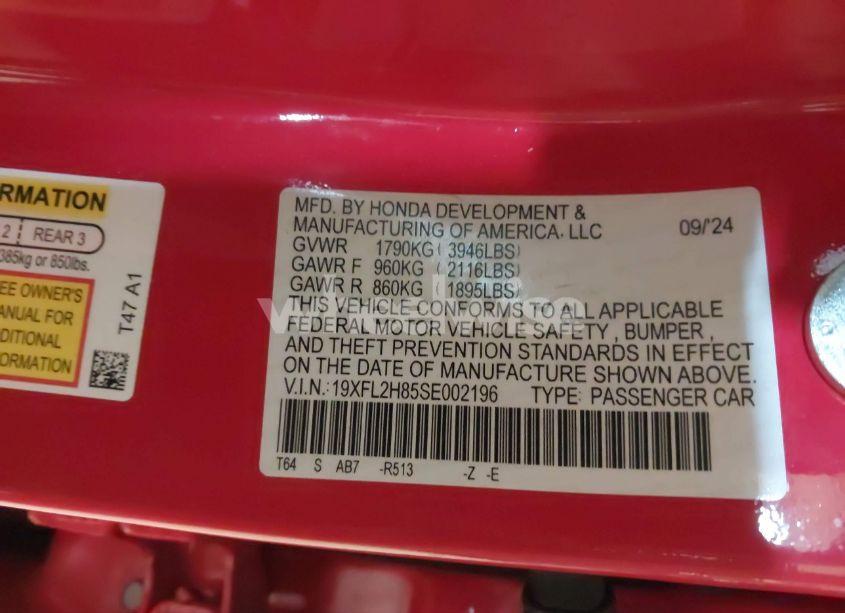 RMATION
2 REAR 3
385kg or 850lbs.
EE OWNER'S
MANUAL FOR
DITIONAL
FORMATION
T47 A1
MFD. BY HONDA DEVELOPMENT &
MANUFACTURING OF AMERICA. LLC 09/'24
GVWR 1790KG( 3946LBS)
GAWR F 960KG ( 2116LBS)
GAWR R 860KG ( 1895LBS)
THIS VEHICLE CONFORMS TO ALL APPLICABLE
FEDERAL MOTOR VEHICLE SAFETY , BUMPER ,
AND THEFT PREVENTION STANDARDS IN EFFECT
ON THE DATE OF MANUFACTURE SHOWN ABOVE.
V.I.N.: 19XFL2H85SE002196 TYPE: PASSENGER CAR
T64 S AB7 -R513 -Z -E